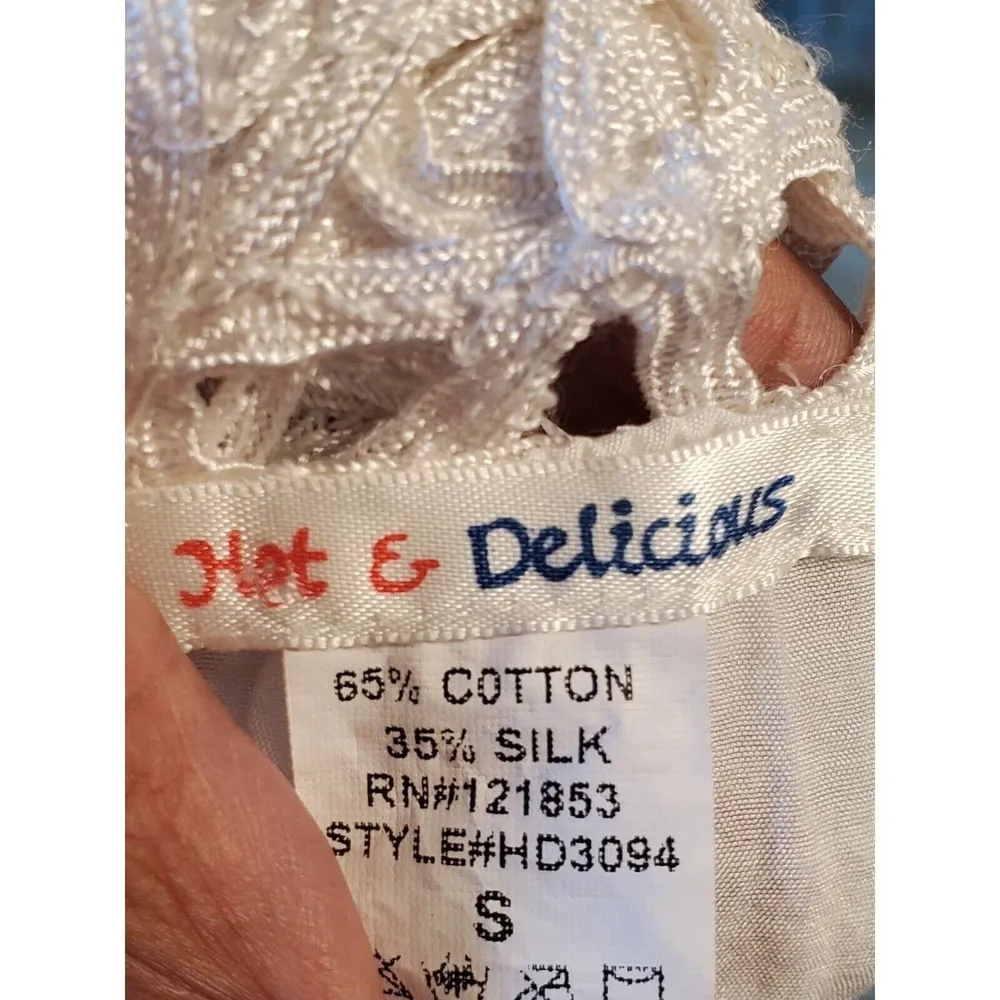 Hot & Delicious
65% COTTON
35% SILK
RN#121853
STYLE#HD3094
S